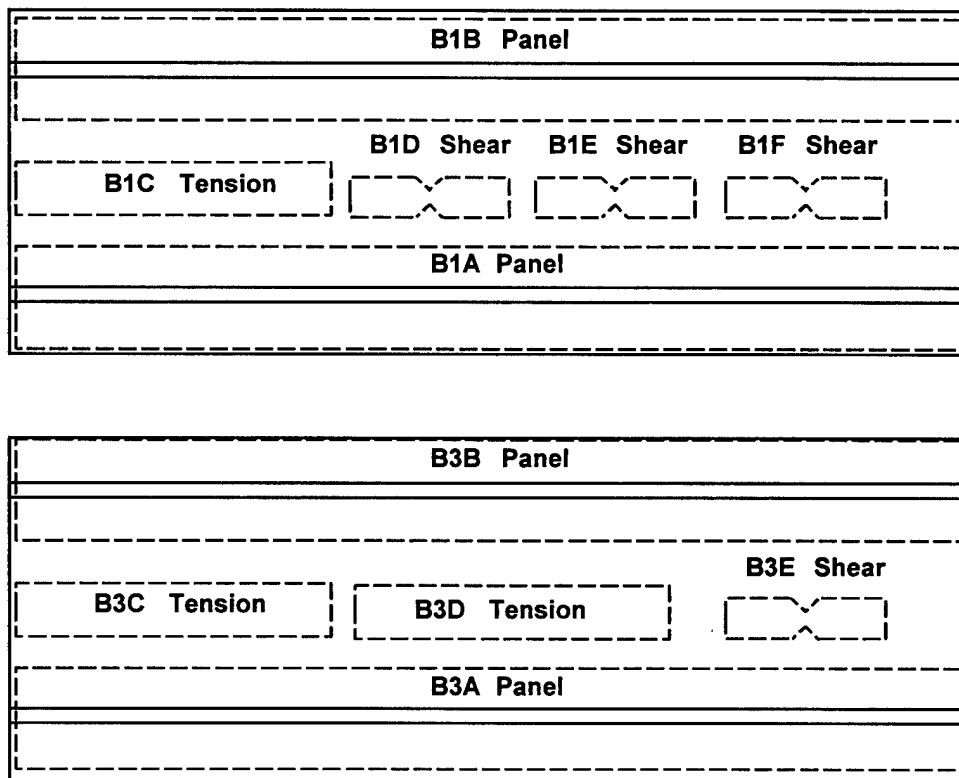 B1B Panel
B1D Shear B1E Shear B1F Shear
B1C Tension
B1A Panel
B3B Panel
B3E Shear
B3C Tension B3D Tension
B3A Panel